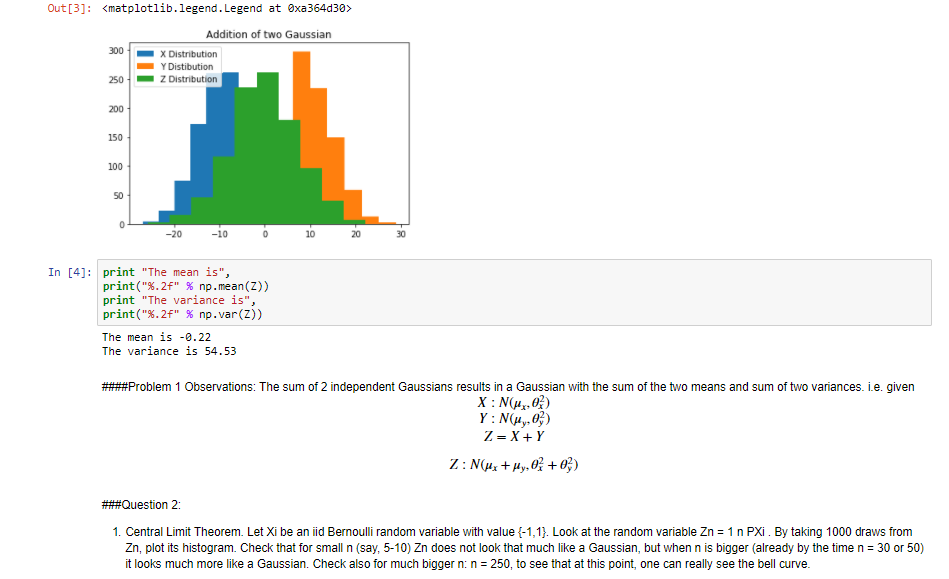 Out[3]: <matplotlib.legend.Legend at 0xa364d30>
Addition of two Gaussian
X Distribution
Y Distibution
Z Distribution
300
250
200
150
100
50
0
−20 −10 0 10 20 30
In [4]: print "The mean is",
print("%.2f" % np.mean(Z))
print "The variance is",
print("%.2f" % np.var(Z))
The mean is -0.22
The variance is 54.53
####Problem 1 Observations: The sum of 2 independent Gaussians results in a Gaussian with the sum of the two means and sum of two variances. i.e. given
X : N(μₓ, θₓ²)
Y : N(μ_y, θ_y²)
Z = X + Y
Z : N(μₓ + μ_y, θₓ² + θ_y²)
###Question 2:
1. Central Limit Theorem. Let Xi be an iid Bernoulli random variable with value {-1,1}. Look at the random variable Zn = 1 n PXi . By taking 1000 draws from
Zn, plot its histogram. Check that for small n (say, 5-10) Zn does not look that much like a Gaussian, but when n is bigger (already by the time n = 30 or 50)
it looks much more like a Gaussian. Check also for much bigger n: n = 250, to see that at this point, one can really see the bell curve.